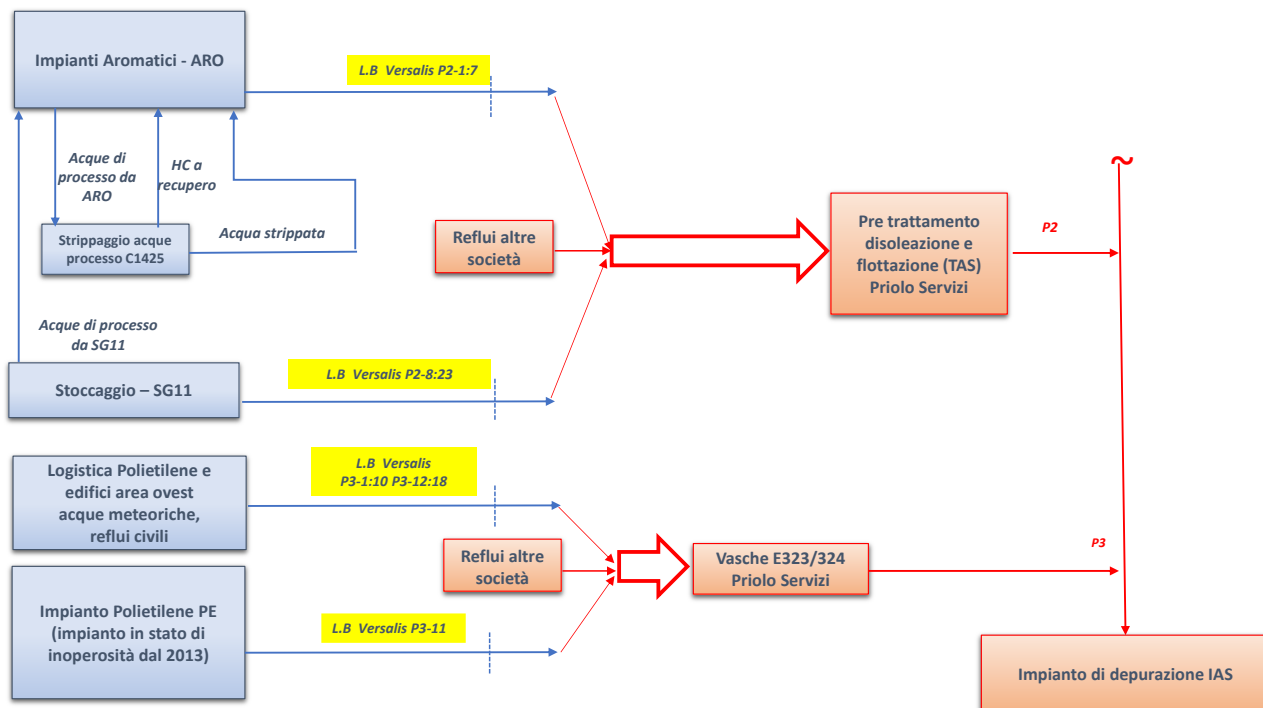 Impianti Aromatici - ARO
L.B Versalis P2-1:7
Acque di
processo da
ARO
HC a
recupero
Strippaggio acque
processo C1425
Acqua strippata
Reflui altre
società
Pre trattamento
disoleazione e
flottazione (TAS)
Priolo Servizi
P2
~
Acque di processo
da SG11
Stoccaggio – SG11
L.B Versalis P2-8:23
Logistica Polietilene e
edifici area ovest
acque meteoriche,
reflui civili
L.B Versalis
P3-1:10 P3-12:18
Reflui altre
società
Vasche E323/324
Priolo Servizi
P3
Impianto Polietilene PE
(impianto in stato di
inoperosità dal 2013)
L.B Versalis P3-11
Impianto di depurazione IAS